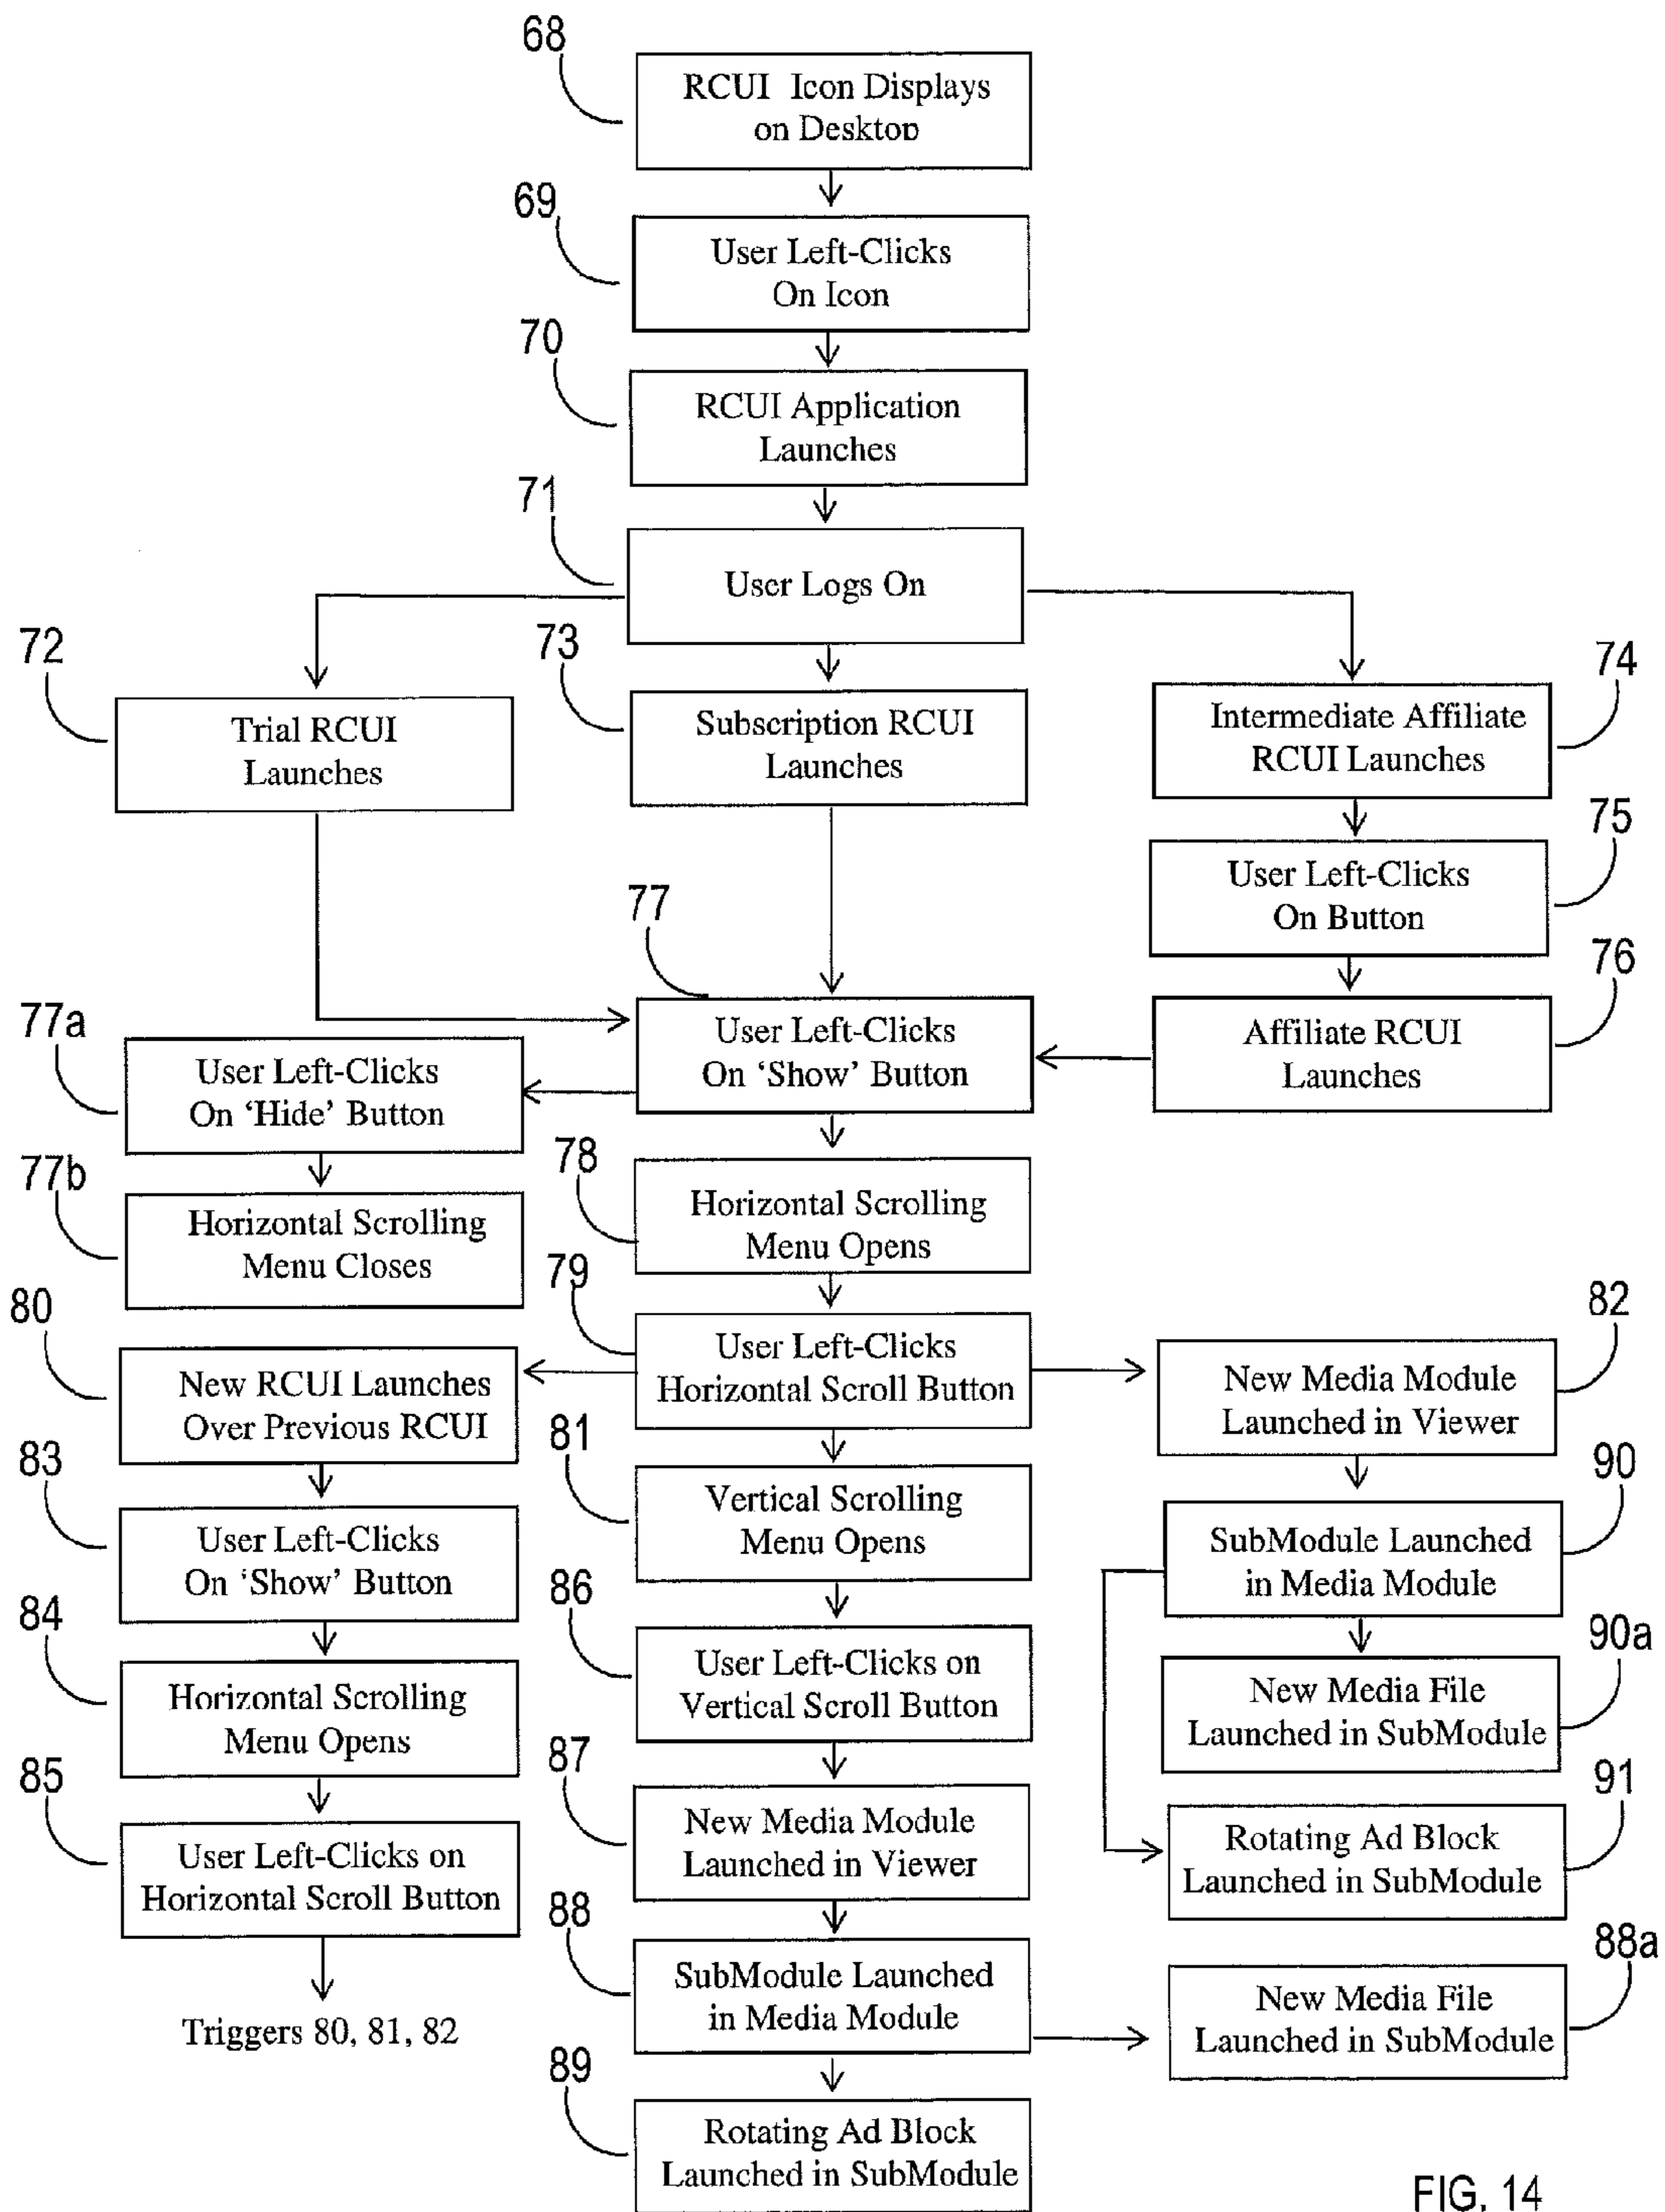 68
RCUI Icon Displays
on Desktop
69
User Left-Clicks
On Icon
70
RCUI Application
Launches
71
User Logs On
72
Trial RCUI
Launches
73
Subscription RCUI
Launches
74
Intermediate Affiliate
RCUI Launches
75
User Left-Clicks
On Button
76
Affiliate RCUI
Launches
77
User Left-Clicks
On ‘Show’ Button
77a
User Left-Clicks
On ‘Hide’ Button
77b
Horizontal Scrolling
Menu Closes
78
Horizontal Scrolling
Menu Opens
79
User Left-Clicks
Horizontal Scroll Button
80
New RCUI Launches
Over Previous RCUI
83
User Left-Clicks
On ‘Show’ Button
84
Horizontal Scrolling
Menu Opens
85
User Left-Clicks on
Horizontal Scroll Button
Triggers 80, 81, 82
81
Vertical Scrolling
Menu Opens
86
User Left-Clicks on
Vertical Scroll Button
87
New Media Module
Launched in Viewer
88
SubModule Launched
in Media Module
89
Rotating Ad Block
Launched in SubModule
82
New Media Module
Launched in Viewer
90
SubModule Launched
in Media Module
90a
New Media File
Launched in SubModule
91
Rotating Ad Block
Launched in SubModule
88a
New Media File
Launched in SubModule
FIG. 14